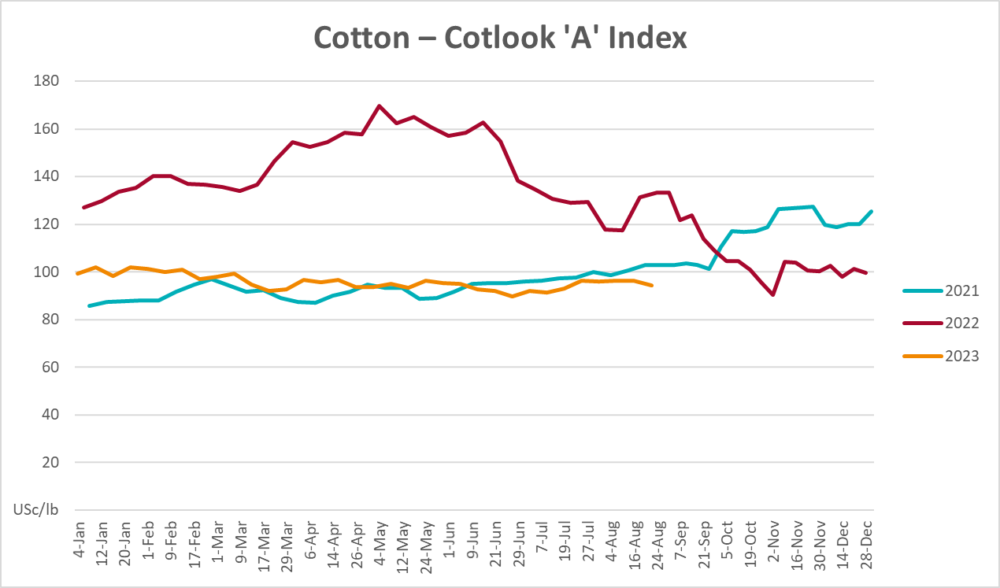 Cotton – Cotlook 'A' Index
180
160
140
120
100
80
60
40
20
USc/lb
4-Jan
12-Jan
20-Jan
1-Feb
9-Feb
17-Feb
1-Mar
9-Mar
17-Mar
29-Mar
6-Apr
14-Apr
26-Apr
4-May
12-May
24-May
1-Jun
9-Jun
21-Jun
29-Jun
7-Jul
19-Jul
27-Jul
4-Aug
16-Aug
24-Aug
7-Sep
21-Sep
5-Oct
19-Oct
2-Nov
16-Nov
30-Nov
14-Dec
28-Dec
2021
2022
2023